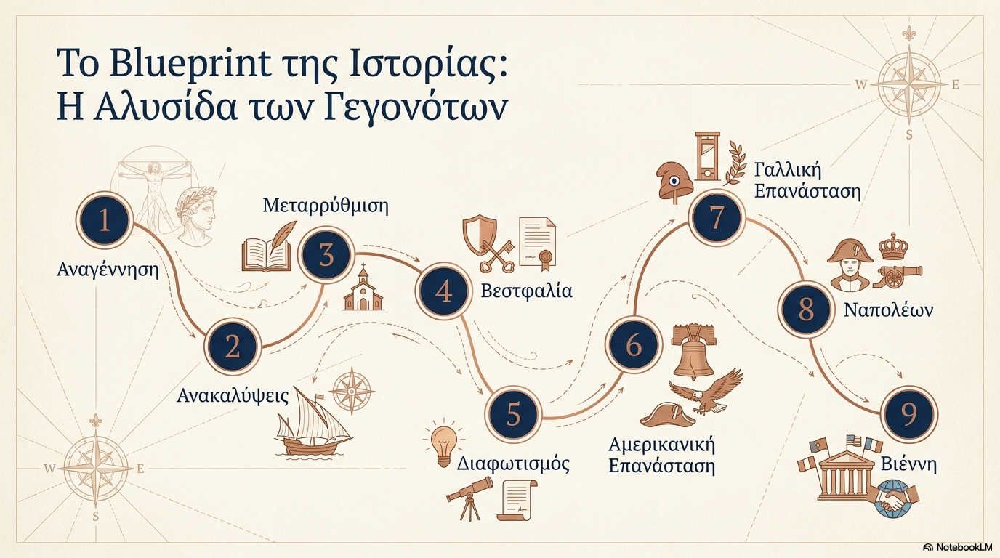 Το Blueprint της Ιστορίας:
Η Αλυσίδα των Γεγονότων
W
E
S
1
Αναγέννηση
2
Ανακαλύψεις
Μεταρρύθμιση
3
4
Βεστφαλία
5
Διαφωτισμός
6
Αμερικανική
Επανάσταση
7
Γαλλική
Επανάσταση
8
Ναπολέων
9
Βιέννη
W
E
S
NotebookLM